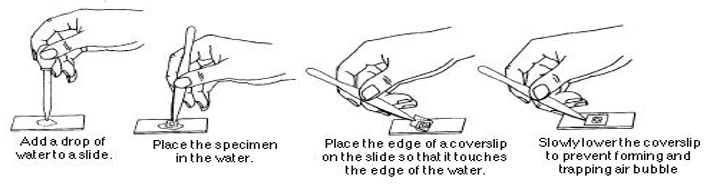 Add a drop of
water to a slide.
Place the specimen
in the water.
Place the edge of a coverslip
on the slide so that it touches
the edge of the water.
Slowly lower the coverslip
to prevent forming and
trapping air bubble